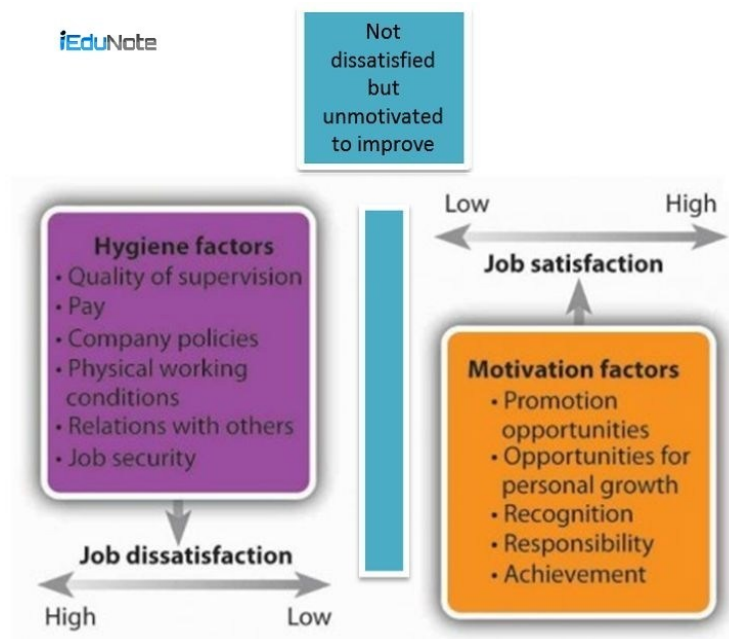 iEduNote
Not
dissatisfied
but
unmotivated
to improve
Hygiene factors
• Quality of supervision
• Pay
• Company policies
• Physical working
conditions
• Relations with others
• Job security
Job dissatisfaction
High Low
Low High
Job satisfaction
Motivation factors
• Promotion
opportunities
• Opportunities for
personal growth
• Recognition
• Responsibility
• Achievement